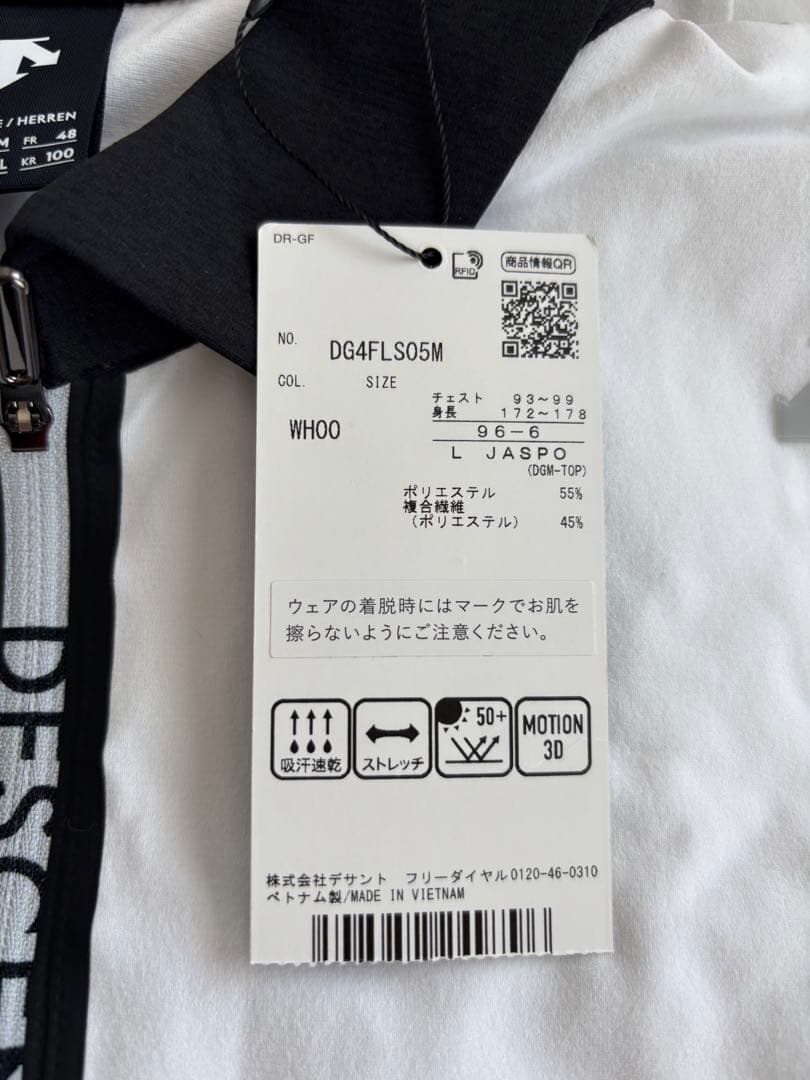 / HERREN
M FR 48
L KR 100
DR-GF
RFID
商品情報QR
NO.
DG4FLS05M
COL. SIZE
チェスト 93～99
身長 172～178
WH00
96-6
L JASPO
(DGM-TOP)
ポリエステル 55%
複合繊維
(ポリエステル) 45%
ウェアの着脱時にはマークでお肌を
擦らないようにご注意ください。
吸汗速乾
ストレッチ
50+
MOTION
3D
株式会社デサント フリーダイヤル0120-46-0310
ベトナム製/MADE IN VIETNAM
DESCEN